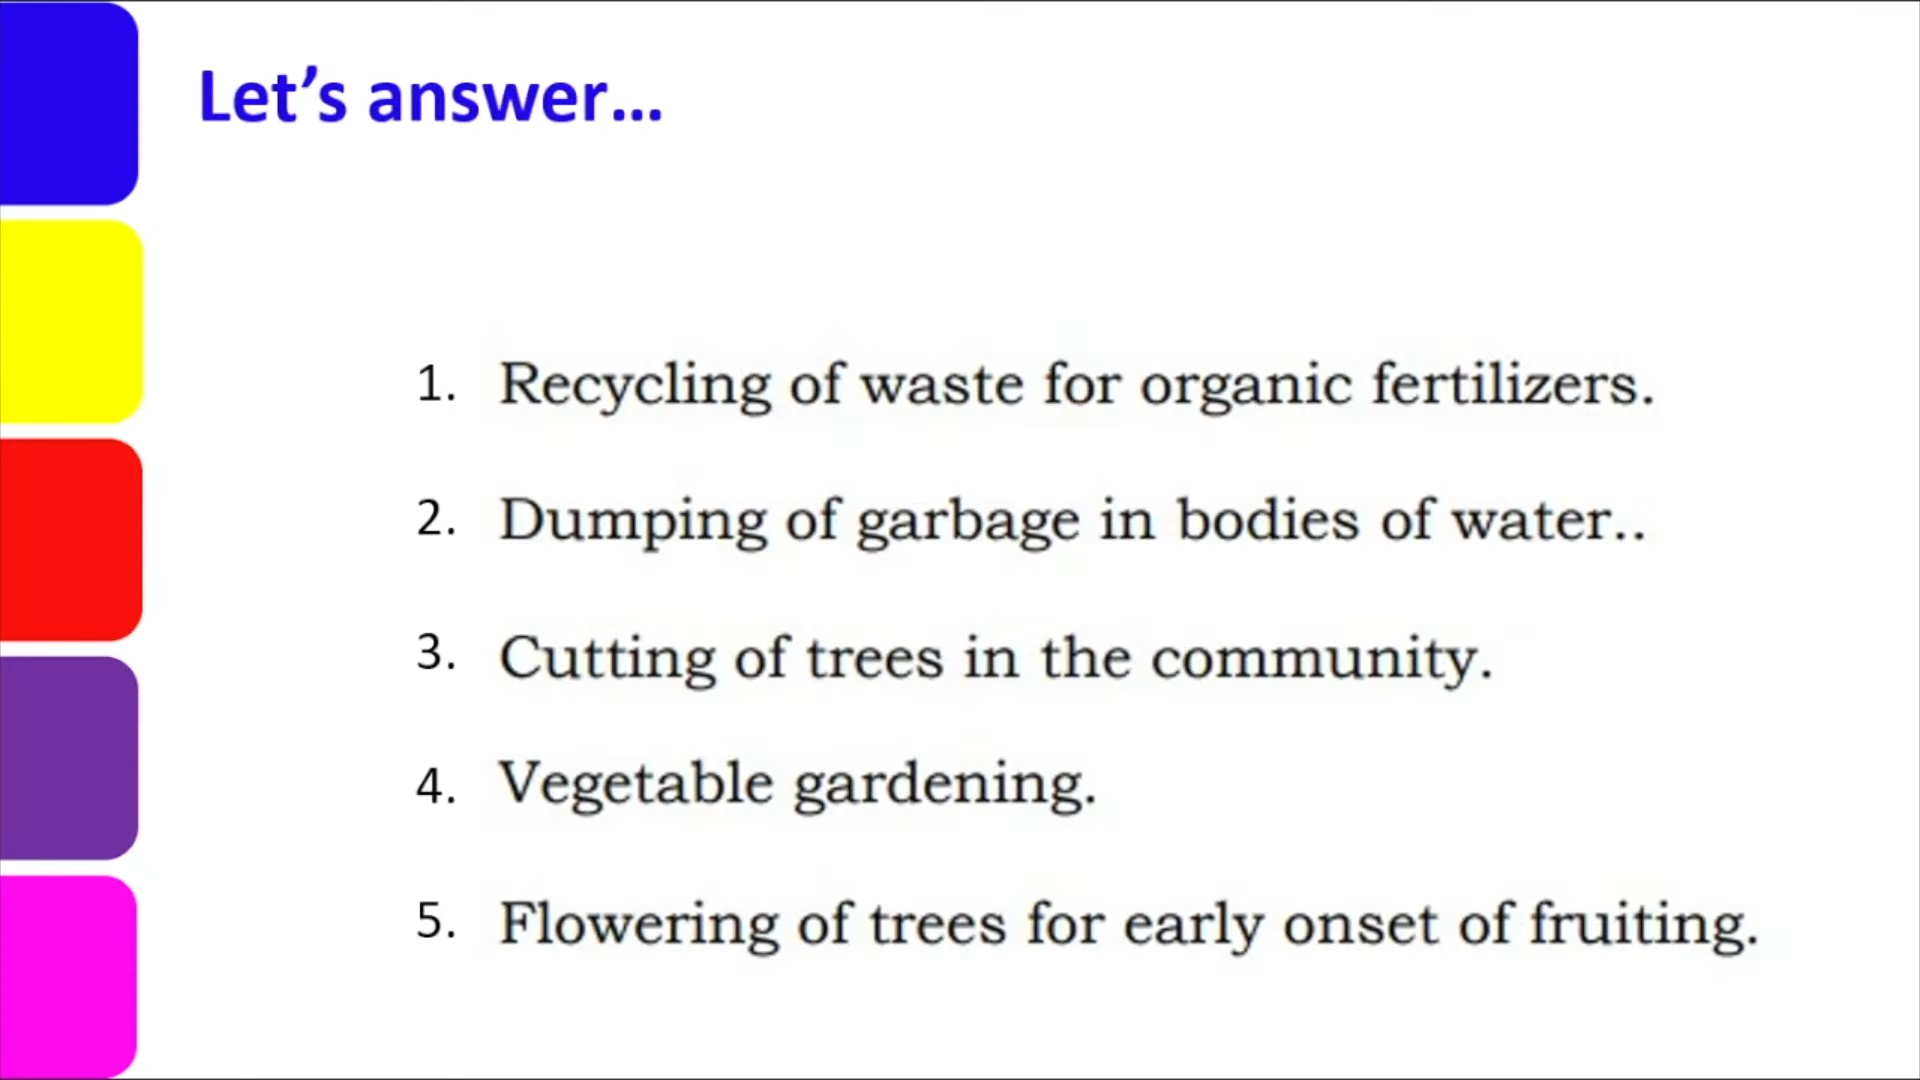 Let’s answer...
1. Recycling of waste for organic fertilizers.
2. Dumping of garbage in bodies of water..
3. Cutting of trees in the community.
4. Vegetable gardening.
5. Flowering of trees for early onset of fruiting.